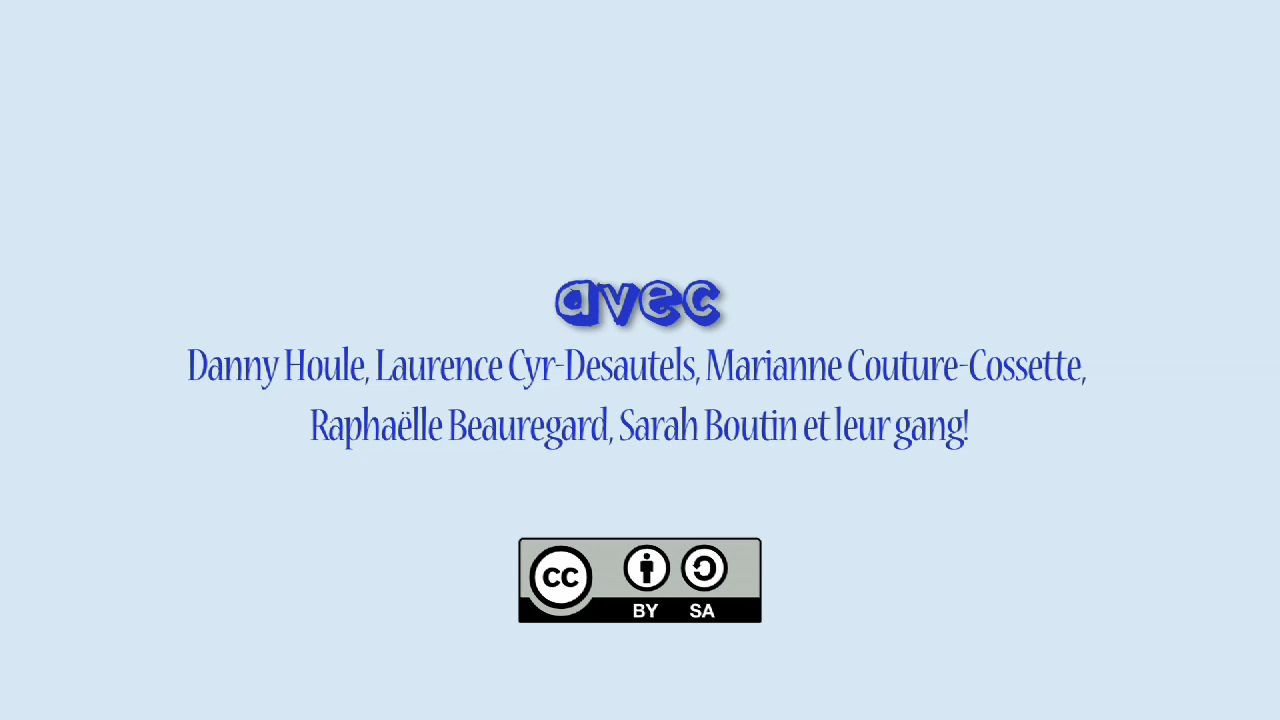 avec
Danny Houle, Laurence Cyr-Desautels, Marianne Couture-Cossette,
Raphaëlle Beauregard, Sarah Boutin et leur gang!
CC
BY SA